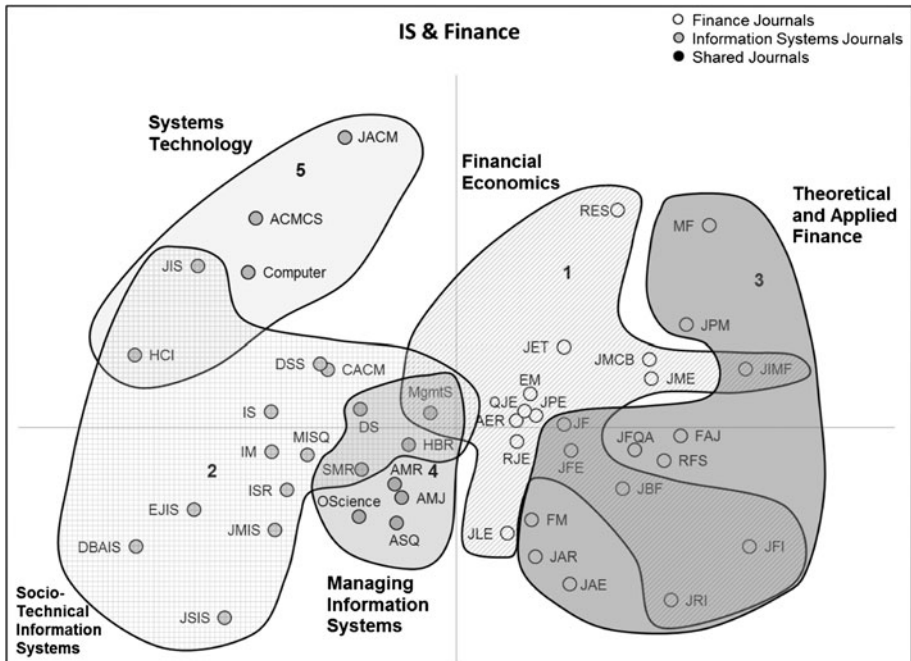 IS & Finance
Finance Journals
Information Systems Journals
Shared Journals
Systems
Technology
JACM
5
Financial
Economics
Theoretical
and Applied
Finance
RES
MF
ACMCS
JIS
Computer
1
3
JPM
HCI
DSS
CACM
JET
JMCB
JME
JIMF
EM
MgmtS
QJE
JPE
IS
DS
AER
JF
MISQ
HBR
RJE
JFQA
FAJ
IM
JFE
RFS
2
SMR
AMR
4
ISR
AMJ
JBF
OScience
EJIS
JMIS
ASQ
FM
JLE
DBAIS
JAR
JFI
JAE
JRI
Managing
Information
Systems
Socio-
Technical
Information
Systems
JSIS